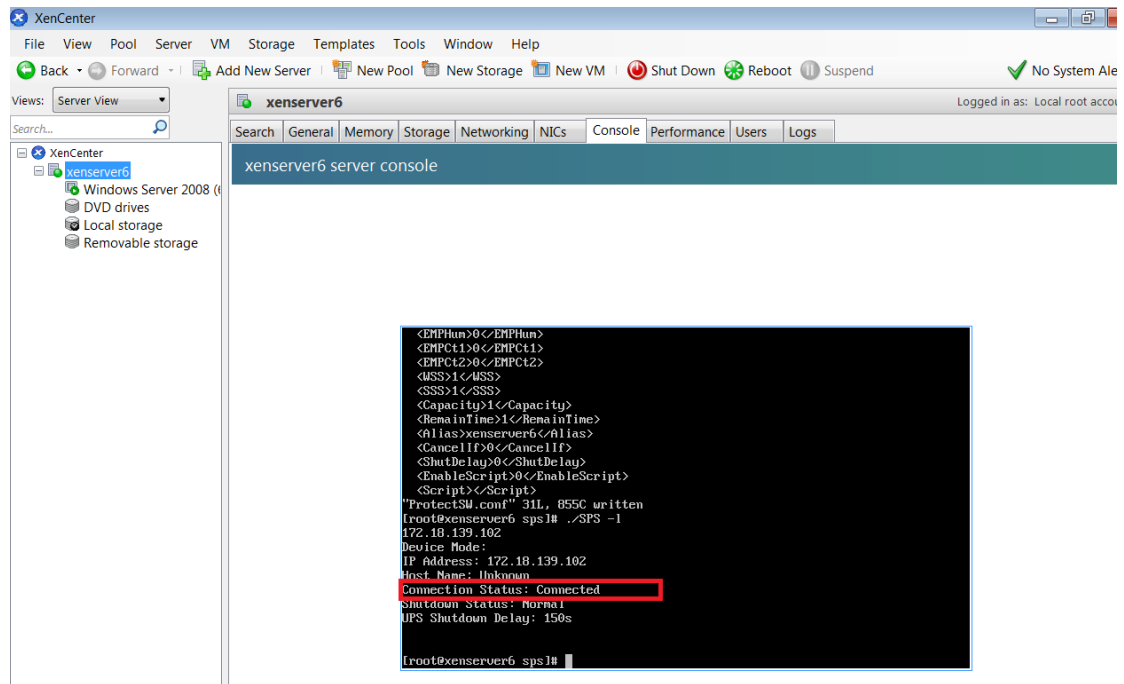 XenCenter
File View Pool Server VM Storage Templates Tools Window Help
Back Forward Add New Server New Pool New Storage New VM Shut Down Reboot Suspend No System Ale
Views: Server View xenserver6 Logged in as: Local root accou
Search...
Search General Memory Storage Networking NICs Console Performance Users Logs
XenCenter
xenserver6
Windows Server 2008 (6
DVD drives
Local storage
Removable storage
xenserver6 server console
<EMPHum>0</EMPHum>
<EMPCt1>0</EMPCt1>
<EMPCt2>0</EMPCt2>
<WSS>1</WSS>
<SSS>1</SSS>
<Capacity>1</Capacity>
<RemainTime>1</RemainTime>
<Alias>xenserver6</Alias>
<CancelIf>0</CancelIf>
<ShutDelay>0</ShutDelay>
<EnableScript>0</EnableScript>
<Script></Script>
"ProtectSW.conf" 31L, 855C written
[root@xenserver6 sps]# ./SPS -l
172.18.139.102
Device Mode:
IP Address: 172.18.139.102
Host Name: Unknown
Connection Status: Connected
Shutdown Status: Normal
UPS Shutdown Delay: 150s
[root@xenserver6 sps]#